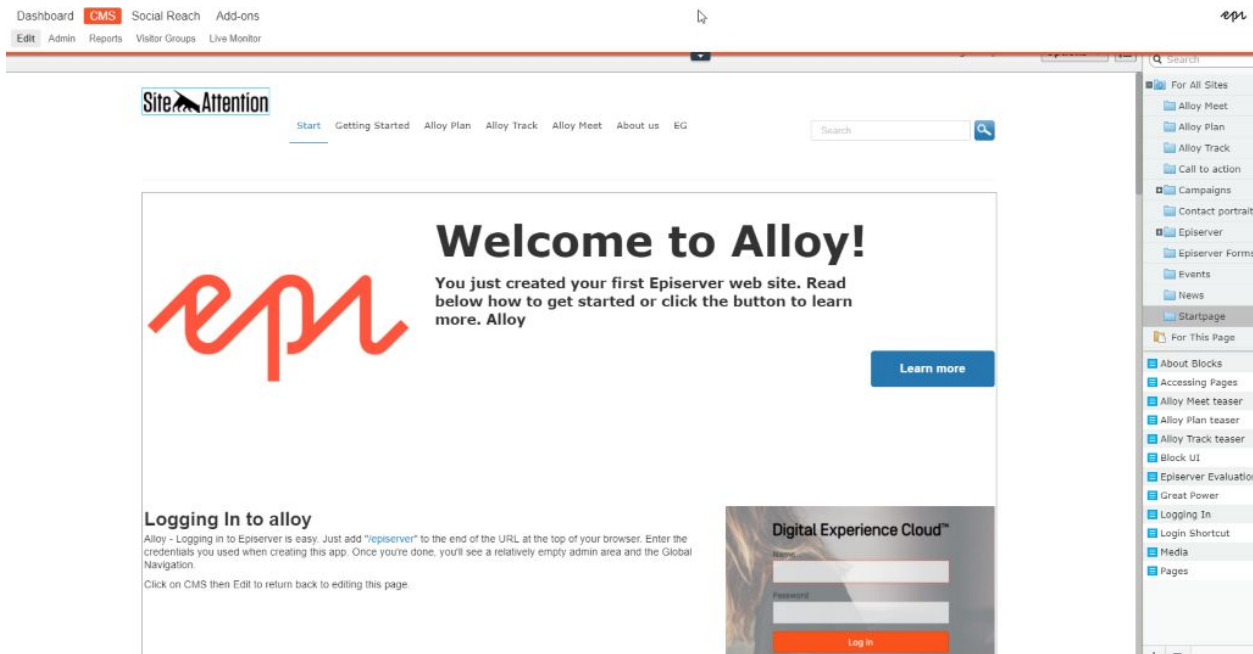 Dashboard CMS Social Reach Add-ons
epi
Edit Admin Reports Visitor Groups Live Monitor
Search
SiteAttention
Start Getting Started Alloy Plan Alloy Track Alloy Meet About us EG
Search
epi
Welcome to Alloy!
You just created your first Episerver web site. Read
below how to get started or click the button to learn
more. Alloy
Learn more
Logging In to alloy
Alloy - Logging in to Episerver is easy. Just add "/episerver" to the end of the URL at the top of your browser. Enter the
credentials you used when creating this app. Once you're done, you'll see a relatively empty admin area and the Global
Navigation.
Click on CMS then Edit to return back to editing this page.
Digital Experience Cloud™
Name
Password
Log in
For All Sites
Alloy Meet
Alloy Plan
Alloy Track
Call to action
Campaigns
Contact portrait
Episerver
Episerver Forms
Events
News
Startpage
For This Page
About Blocks
Accessing Pages
Alloy Meet teaser
Alloy Plan teaser
Alloy Track teaser
Block UI
Episerver Evaluation
Great Power
Logging In
Login Shortcut
Media
Pages